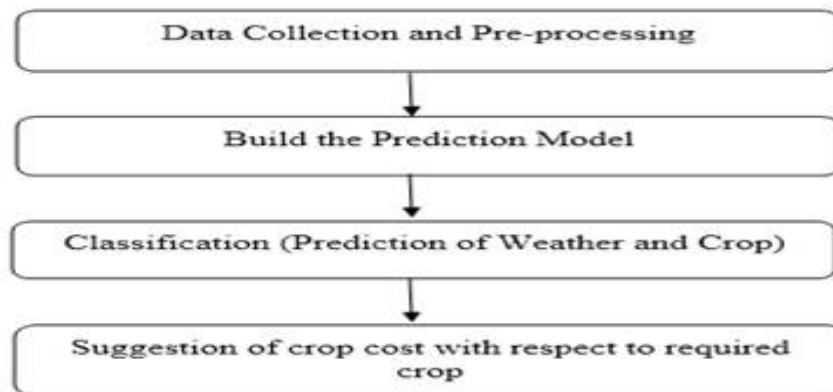 Data Collection and Pre-processing
Build the Prediction Model
Classification (Prediction of Weather and Crop)
Suggestion of crop cost with respect to required
crop